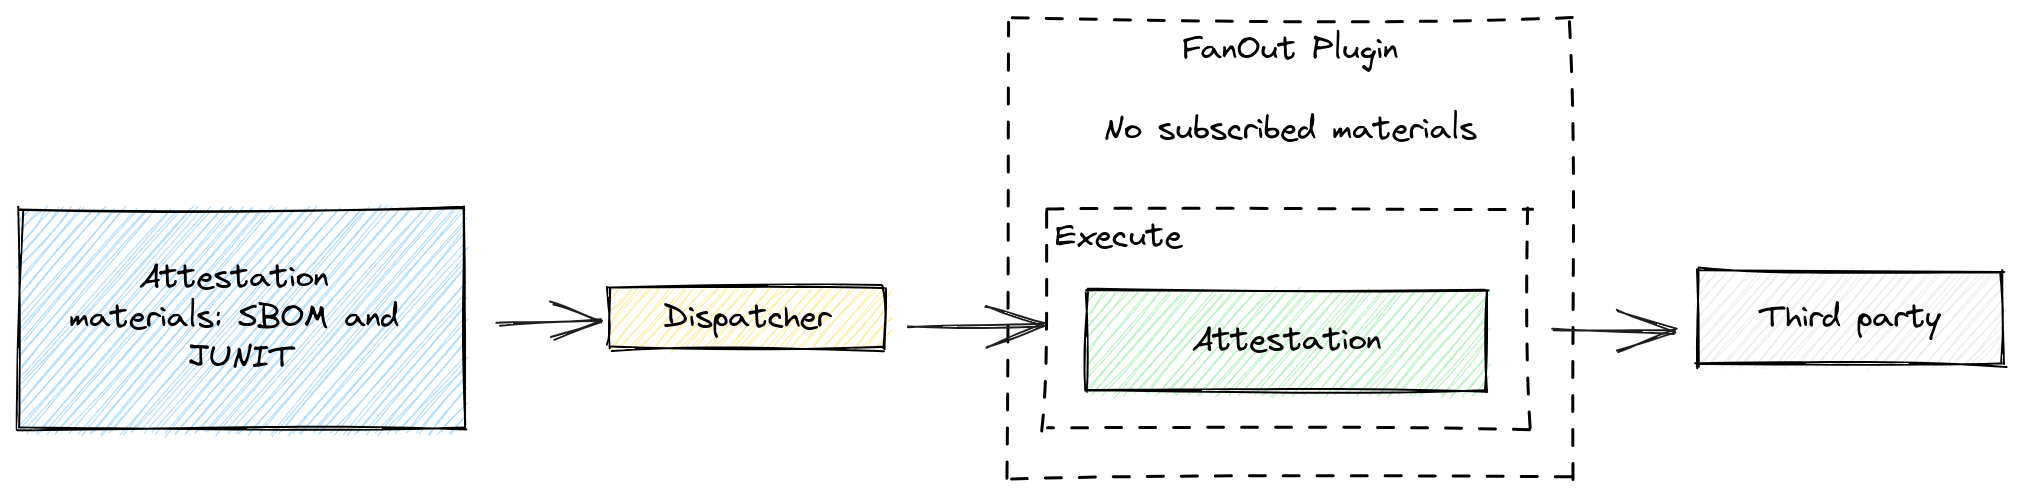 FanOut Plugin
No subscribed materials
Execute
Attestation
materials: SBOM and
JUNIT
Dispatcher
Attestation
Third party